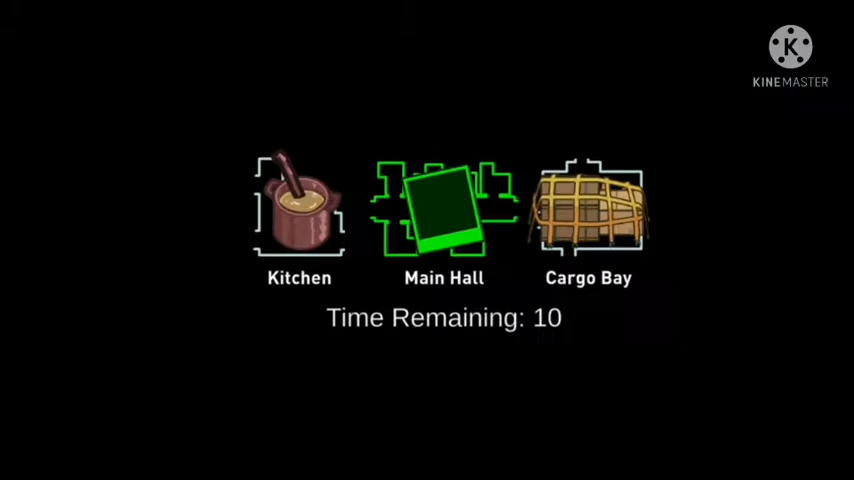 K
KINEMASTER
Kitchen Main Hall Cargo Bay
Time Remaining: 10